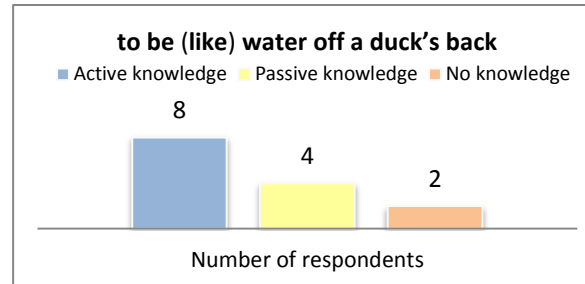 to be (like) water off a duck's back
Active knowledge Passive knowledge No knowledge
8
4
2
Number of respondents